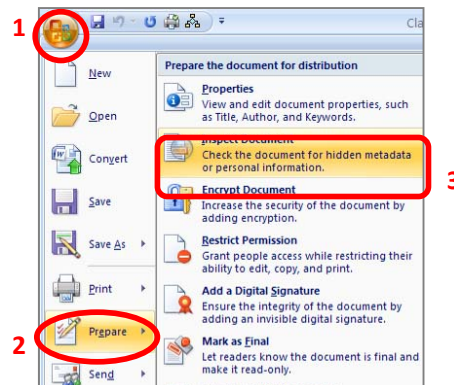 1
Cla
New
Open
Convert
Save
Save As
Print
Prepare
Send
2
Prepare the document for distribution
Properties
View and edit document properties, such
as Title, Author, and Keywords.
Inspect Document
Check the document for hidden metadata
or personal information.
3
Encrypt Document
Increase the security of the document by
adding encryption.
Restrict Permission
Grant people access while restricting their
ability to edit, copy, and print.
Add a Digital Signature
Ensure the integrity of the document by
adding an invisible digital signature.
Mark as Final
Let readers know the document is final and
make it read-only.